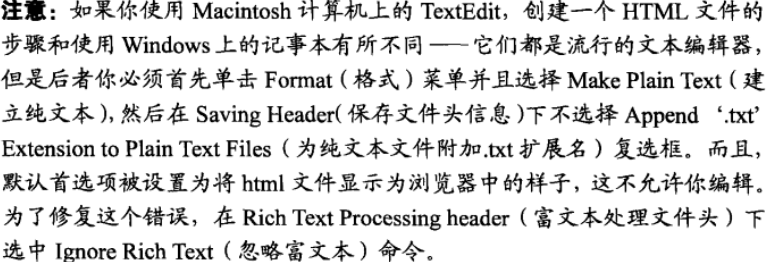 注意：如果你使用 Macintosh 计算机上的 TextEdit，创建一个 HTML 文件的
步骤和使用 Windows 上的记事本有所不同 —— 它们都是流行的文本编辑器，
但是后者你必须首先单击 Format（格式）菜单并且选择 Make Plain Text（建
立纯文本），然后在 Saving Header（保存文件头信息）下不选择 Append ‘.txt’
Extension to Plain Text Files（为纯文本文件附加.txt 扩展名）复选框。而且，
默认首选项被设置为将 html 文件显示为浏览器中的样子，这不允许你编辑。
为了修复这个错误，在 Rich Text Processing header（富文本处理文件头）下
选中 Ignore Rich Text（忽略富文本）命令。